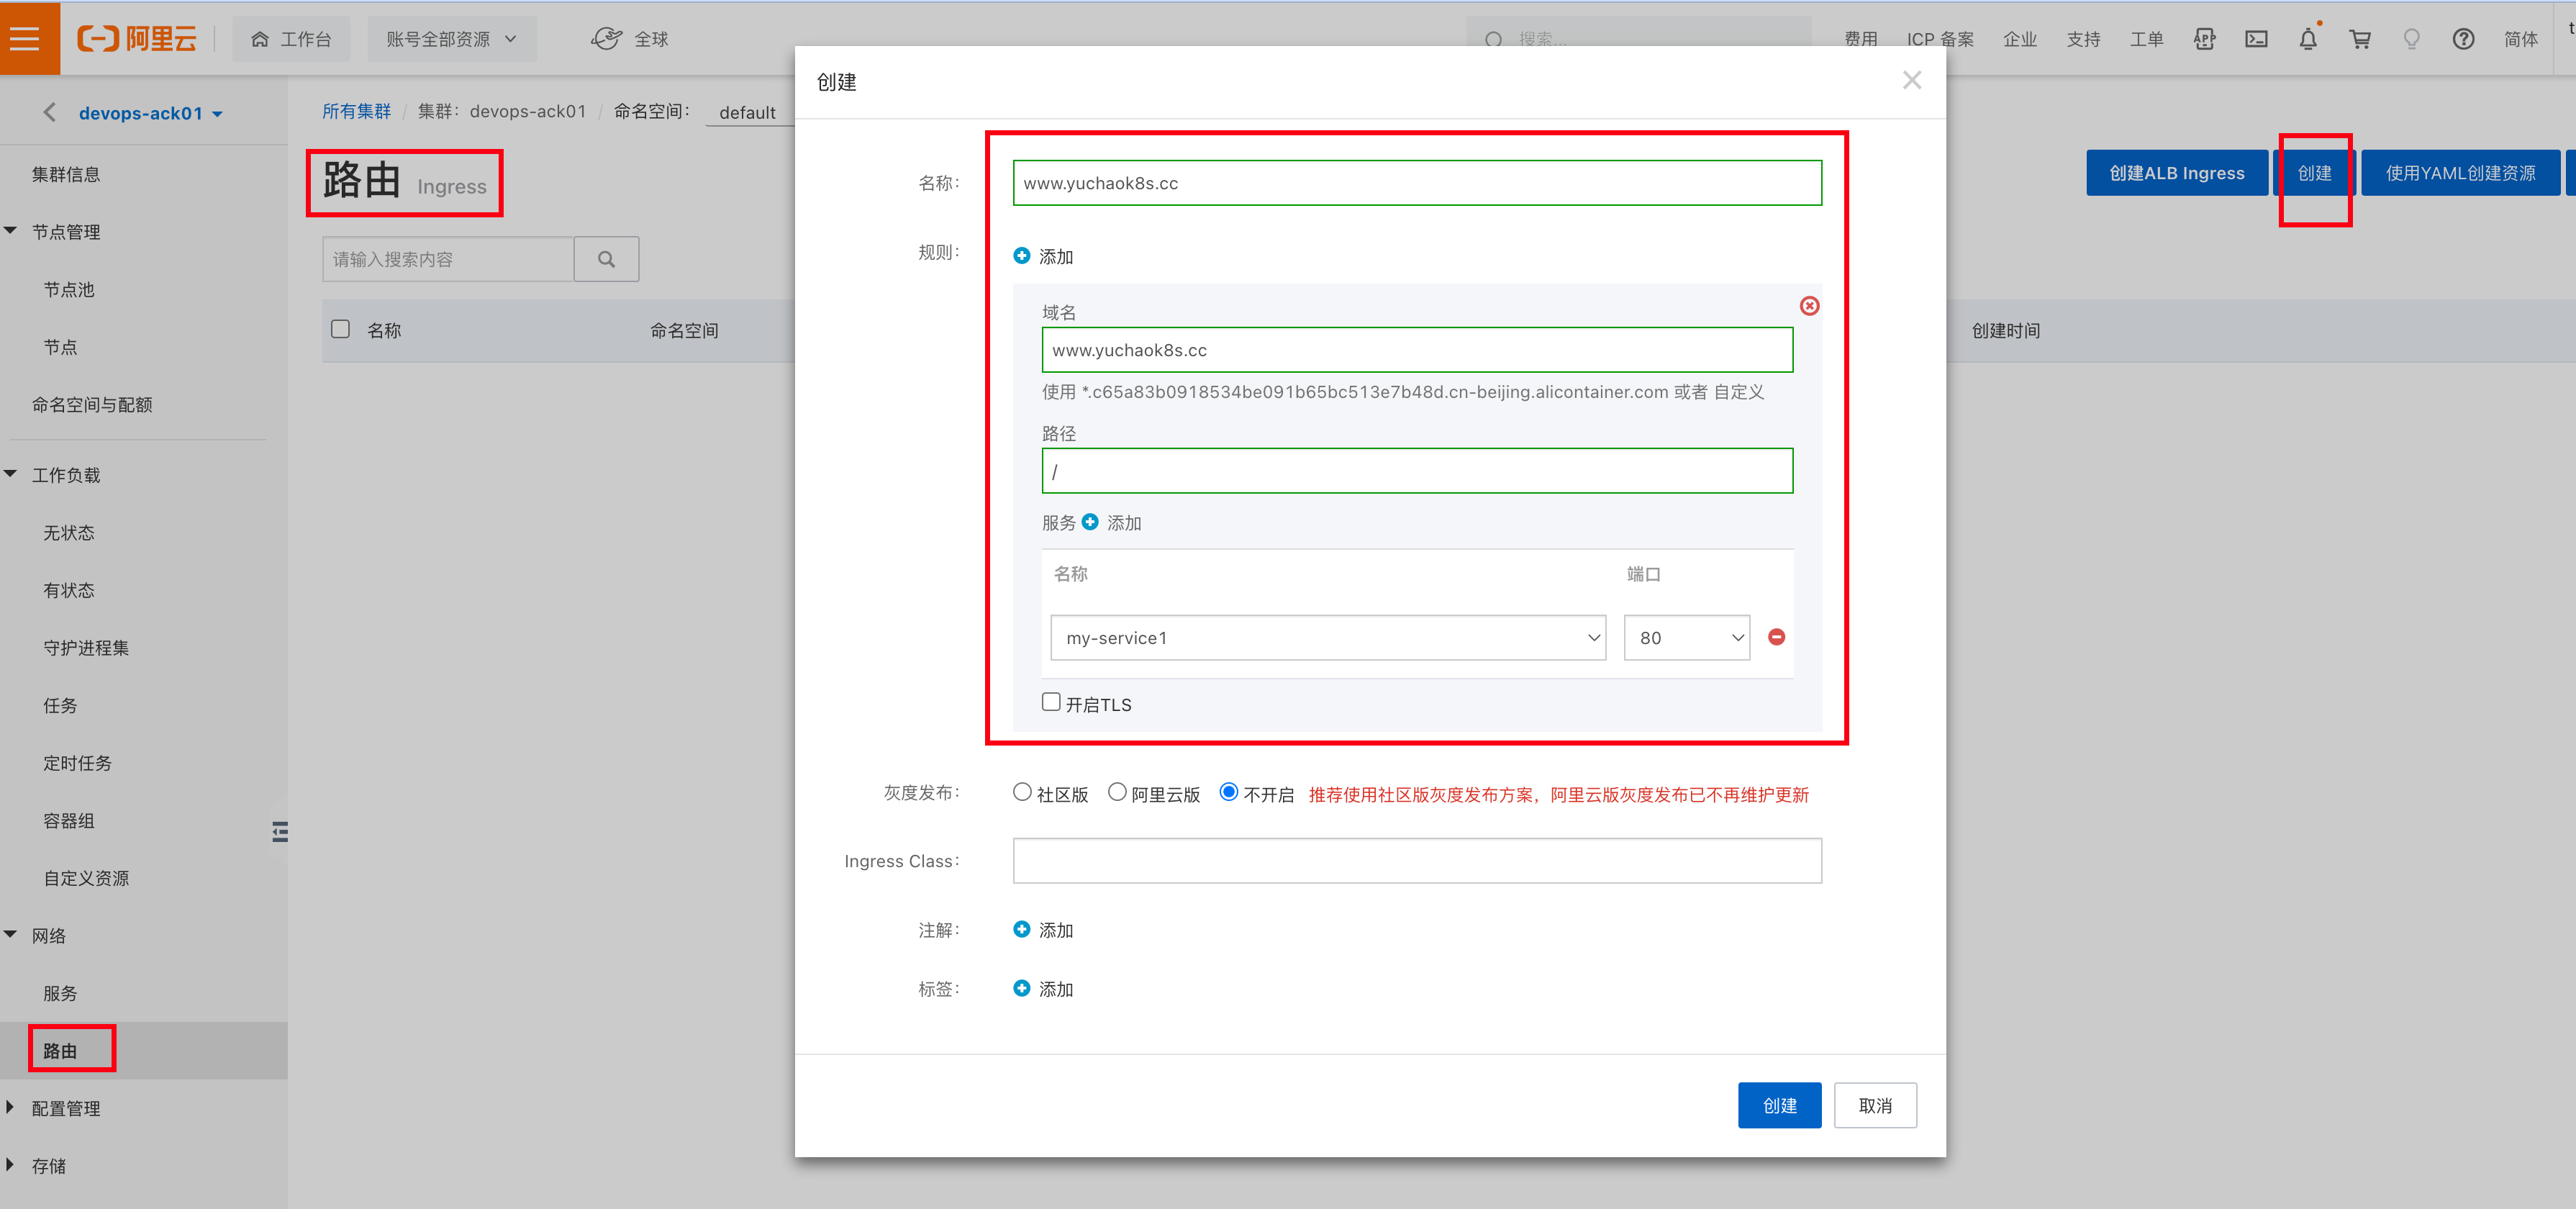 阿里云
工作台
账号全部资源
全球
搜索...
费用
ICP 备案
企业
支持
工单
简体
devops-ack01
集群信息
节点管理
节点池
节点
命名空间与配额
工作负载
无状态
有状态
守护进程集
任务
定时任务
容器组
自定义资源
网络
服务
路由
配置管理
存储
所有集群 / 集群: devops-ack01 / 命名空间: default
路由 Ingress
请输入搜索内容
名称
命名空间
创建时间
创建ALB Ingress
创建
使用YAML创建资源
创建
名称:
www.yuchaok8s.cc
规则:
添加
域名
www.yuchaok8s.cc
使用 *.c65a83b0918534be091b65bc513e7b48d.cn-beijing.alicontainer.com 或者 自定义
路径
/
服务 添加
名称 端口
my-service1 80
开启TLS
灰度发布: 社区版 阿里云版 不开启 推荐使用社区版灰度发布方案，阿里云版灰度发布已不再维护更新
Ingress Class:
注解: 添加
标签: 添加
创建 取消